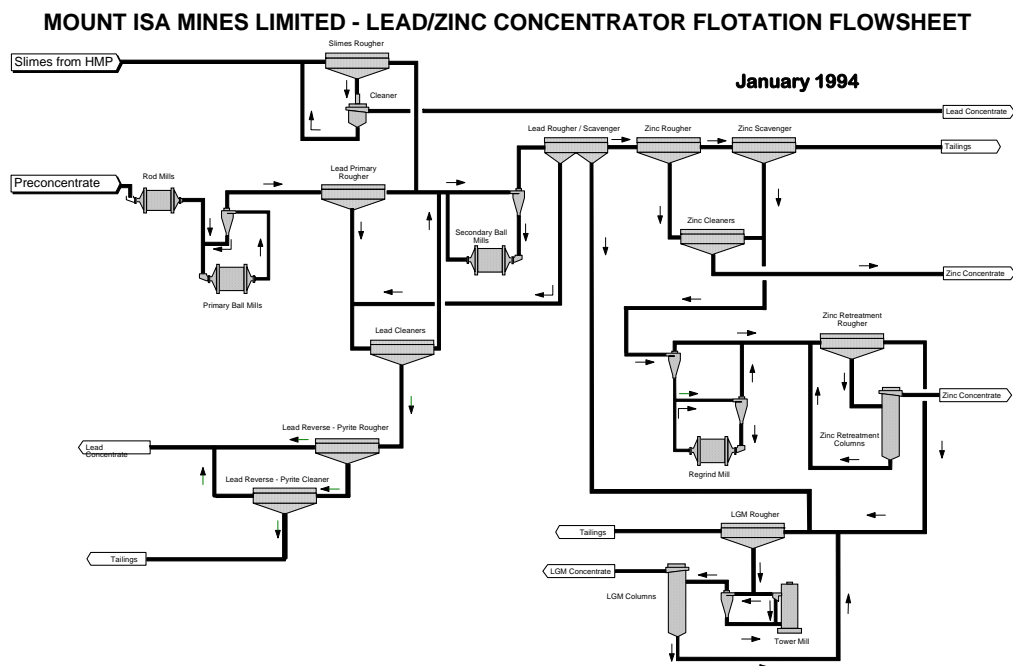 MOUNT ISA MINES LIMITED - LEAD/ZINC CONCENTRATOR FLOTATION FLOWSHEET
Slimes Rougher
Slimes from HMP
January 1994
Cleaner
Lead Concentrate
Lead Rougher / Scavenger
Zinc Rougher
Zinc Scavenger
Tailings
Preconcentrate
Rod Mills
Lead Primary
Rougher
Zinc Cleaners
Secondary Ball
Mills
Zinc Concentrate
Primary Ball Mills
Lead Cleaners
Zinc Retreatment
Rougher
Zinc Concentrate
Lead Reverse - Pyrite Rougher
Zinc Retreatment
Columns
Lead
Concentrate
Regrind Mill
Lead Reverse - Pyrite Cleaner
LGM Rougher
Tailings
Tailings
LGM Concentrate
LGM Columns
Tower Mill